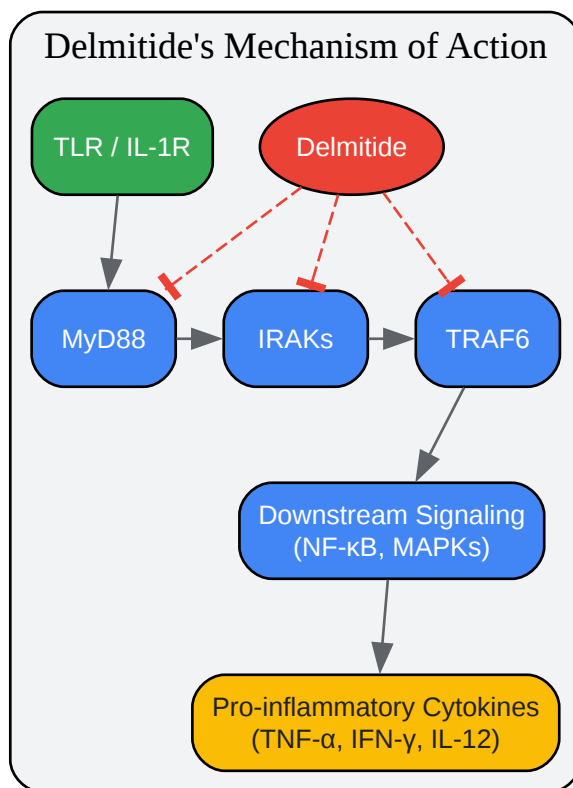 Delmitide's Mechanism of Action
TLR / IL-1R
Delmitide
MyD88
IRAKs
TRAF6
Downstream Signaling
(NF-κB, MAPKs)
Pro-inflammatory Cytokines
(TNF-α, IFN-γ, IL-12)